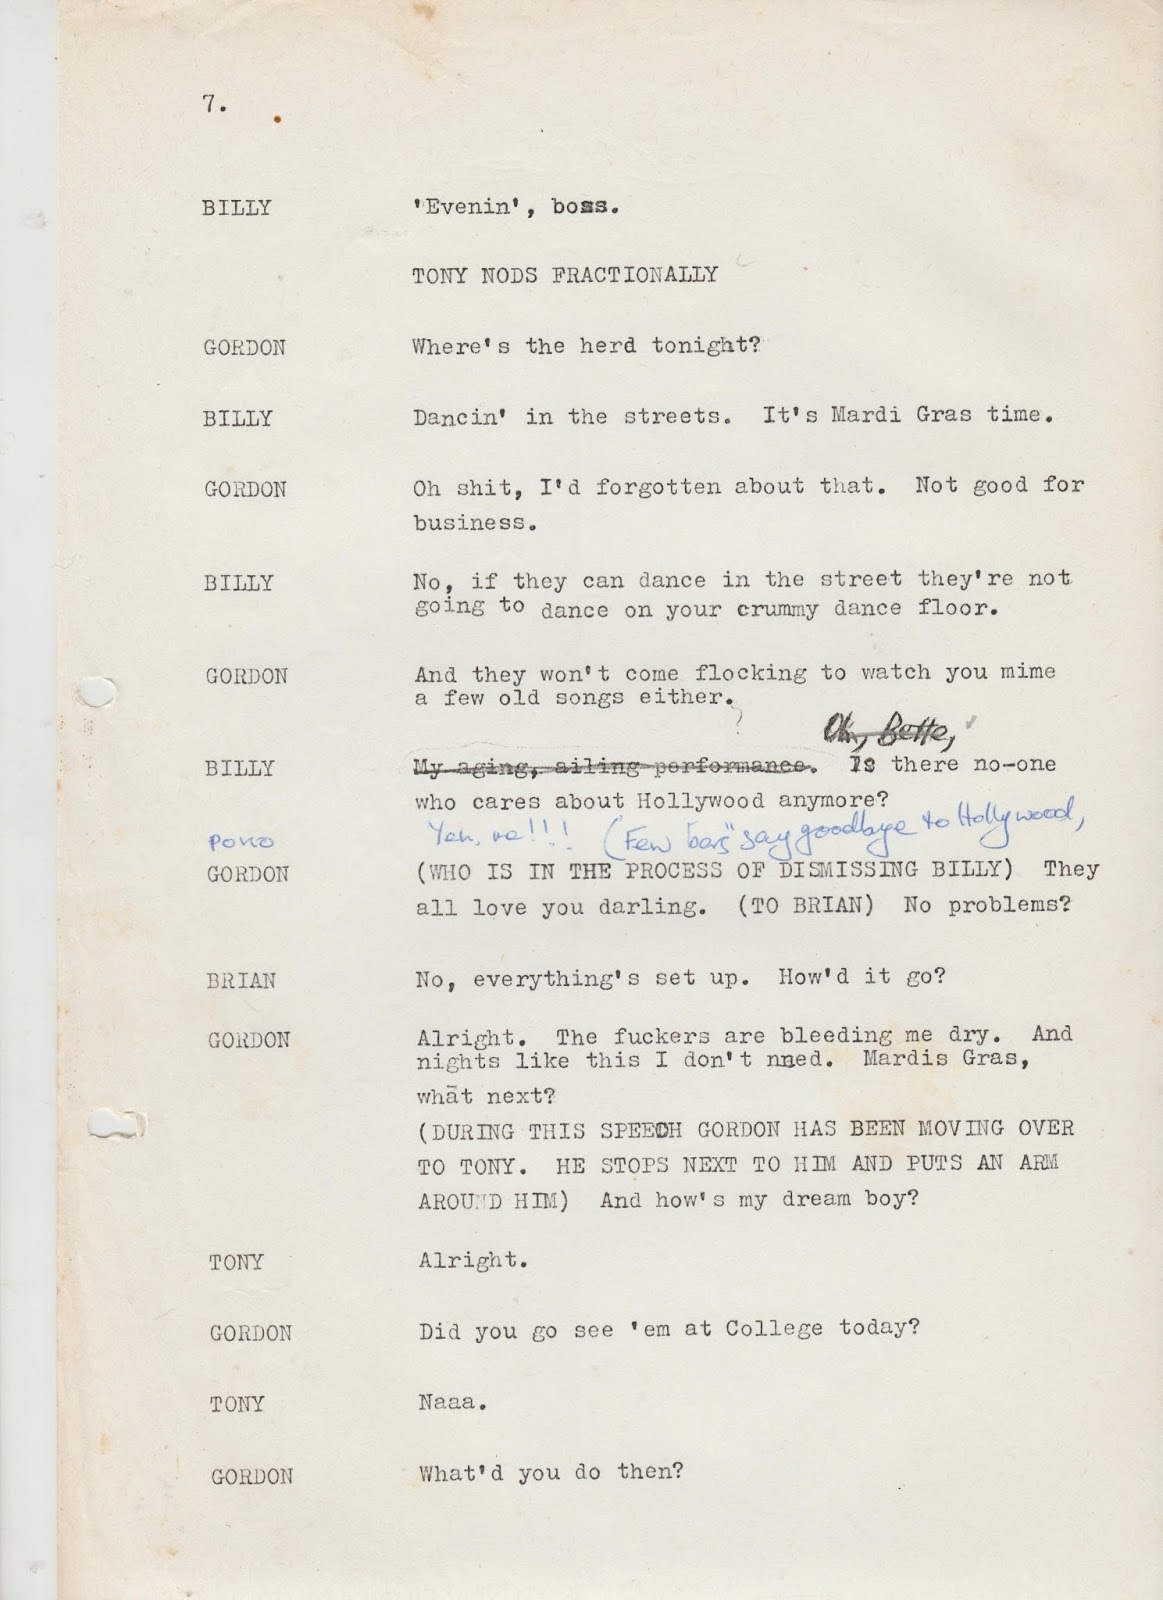 7.
BILLY 'Evenin', boss.
TONY NODS FRACTIONALLY
GORDON Where's the herd tonight?
BILLY Dancin' in the streets. It's Mardi Gras time.
GORDON Oh shit, I'd forgotten about that. Not good for
business.
BILLY No, if they can dance in the street they're not
going to dance on your crummy dance floor.
GORDON And they won't come flocking to watch you mime
a few old songs either.
Oh, Bette,
BILLY My aging, ailing performance. Is there no-one
who cares about Hollywood anymore?
POKO Yeh, me!!! (Few bars "say goodbye to Hollywood,
GORDON (WHO IS IN THE PROCESS OF DISMISSING BILLY) They
all love you darling. (TO BRIAN) No problems?
BRIAN No, everything's set up. How'd it go?
GORDON Alright. The fuckers are bleeding me dry. And
nights like this I don't nned. Mardis Gras,
what next?
(DURING THIS SPEECH GORDON HAS BEEN MOVING OVER
TO TONY. HE STOPS NEXT TO HIM AND PUTS AN ARM
AROUND HIM) And how's my dream boy?
TONY Alright.
GORDON Did you go see 'em at College today?
TONY Naaa.
GORDON What'd you do then?